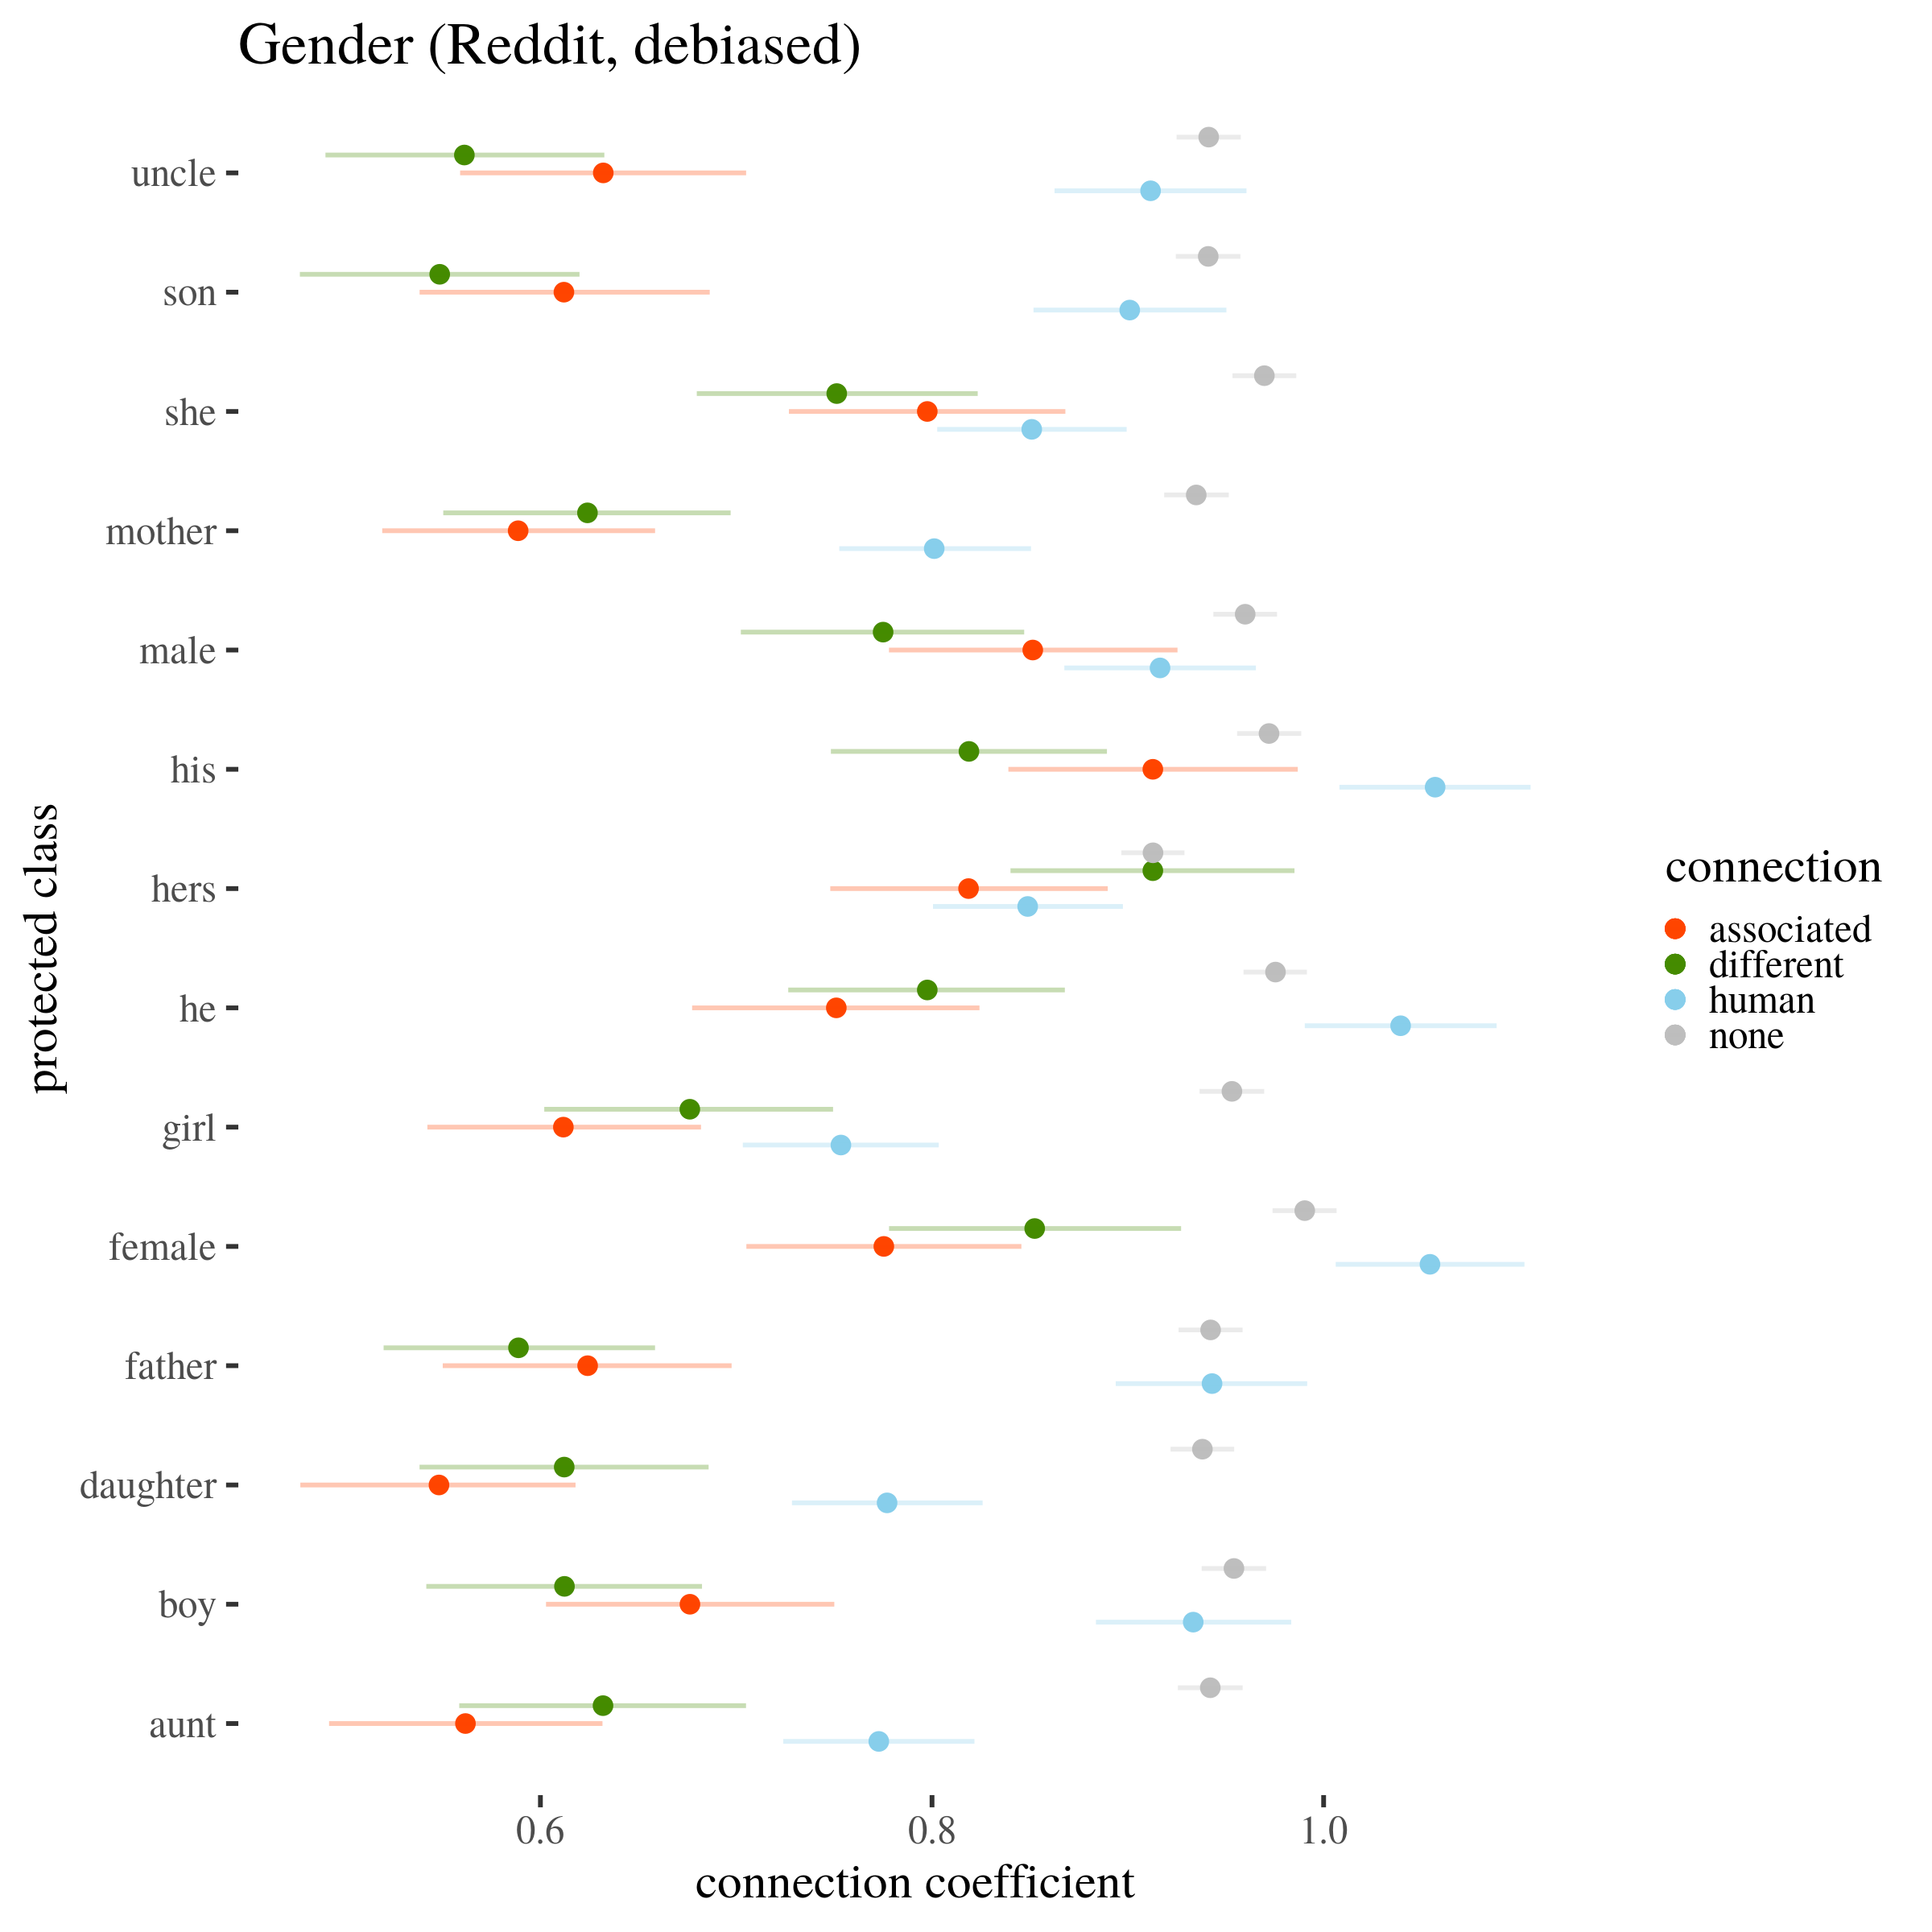 Gender (Reddit, debiased)
uncle
son
she
mother
male
his
hers
he
girl
female
father
daughter
boy
aunt
protected class
0.6 0.8 1.0
connection coefficient
connection
associated
different
human
none